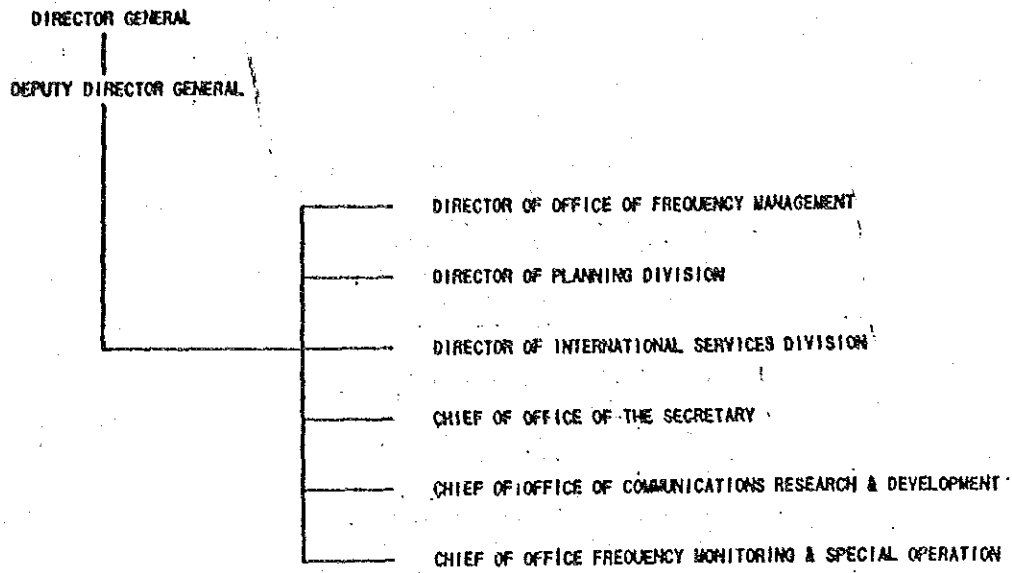 DIRECTOR GENERAL
DEPUTY DIRECTOR GENERAL
DIRECTOR OF OFFICE OF FREQUENCY MANAGEMENT
DIRECTOR OF PLANNING DIVISION
DIRECTOR OF INTERNATIONAL SERVICES DIVISION
CHIEF OF OFFICE OF THE SECRETARY
CHIEF OF OFFICE OF COMMUNICATIONS RESEARCH & DEVELOPMENT
CHIEF OF OFFICE FREQUENCY MONITORING & SPECIAL OPERATION